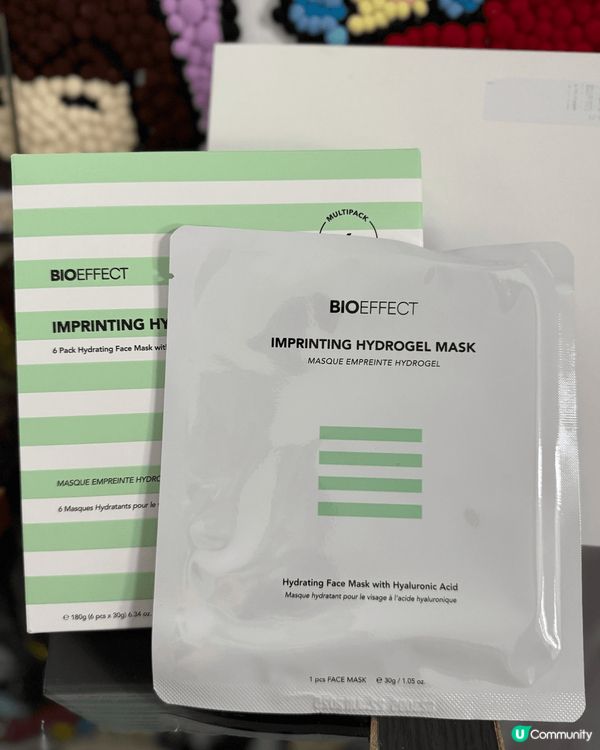 MULTIPACK
BIOEFFECT
IMPRINTING HY
6 Pack Hydrating Face Mask wit
MASQUE EMPREINTE HYDRO
6 Masques Hydratants pour le
℮ 180g (6 pcs x 30g) 6.34 oz.
BIOEFFECT
IMPRINTING HYDROGEL MASK
MASQUE EMPREINTE HYDROGEL
Hydrating Face Mask with Hyaluronic Acid
Masque hydratant pour le visage à l'acide hyaluronique
1 pcs FACE MASK ℮ 30g / 1.05 oz.
U Community